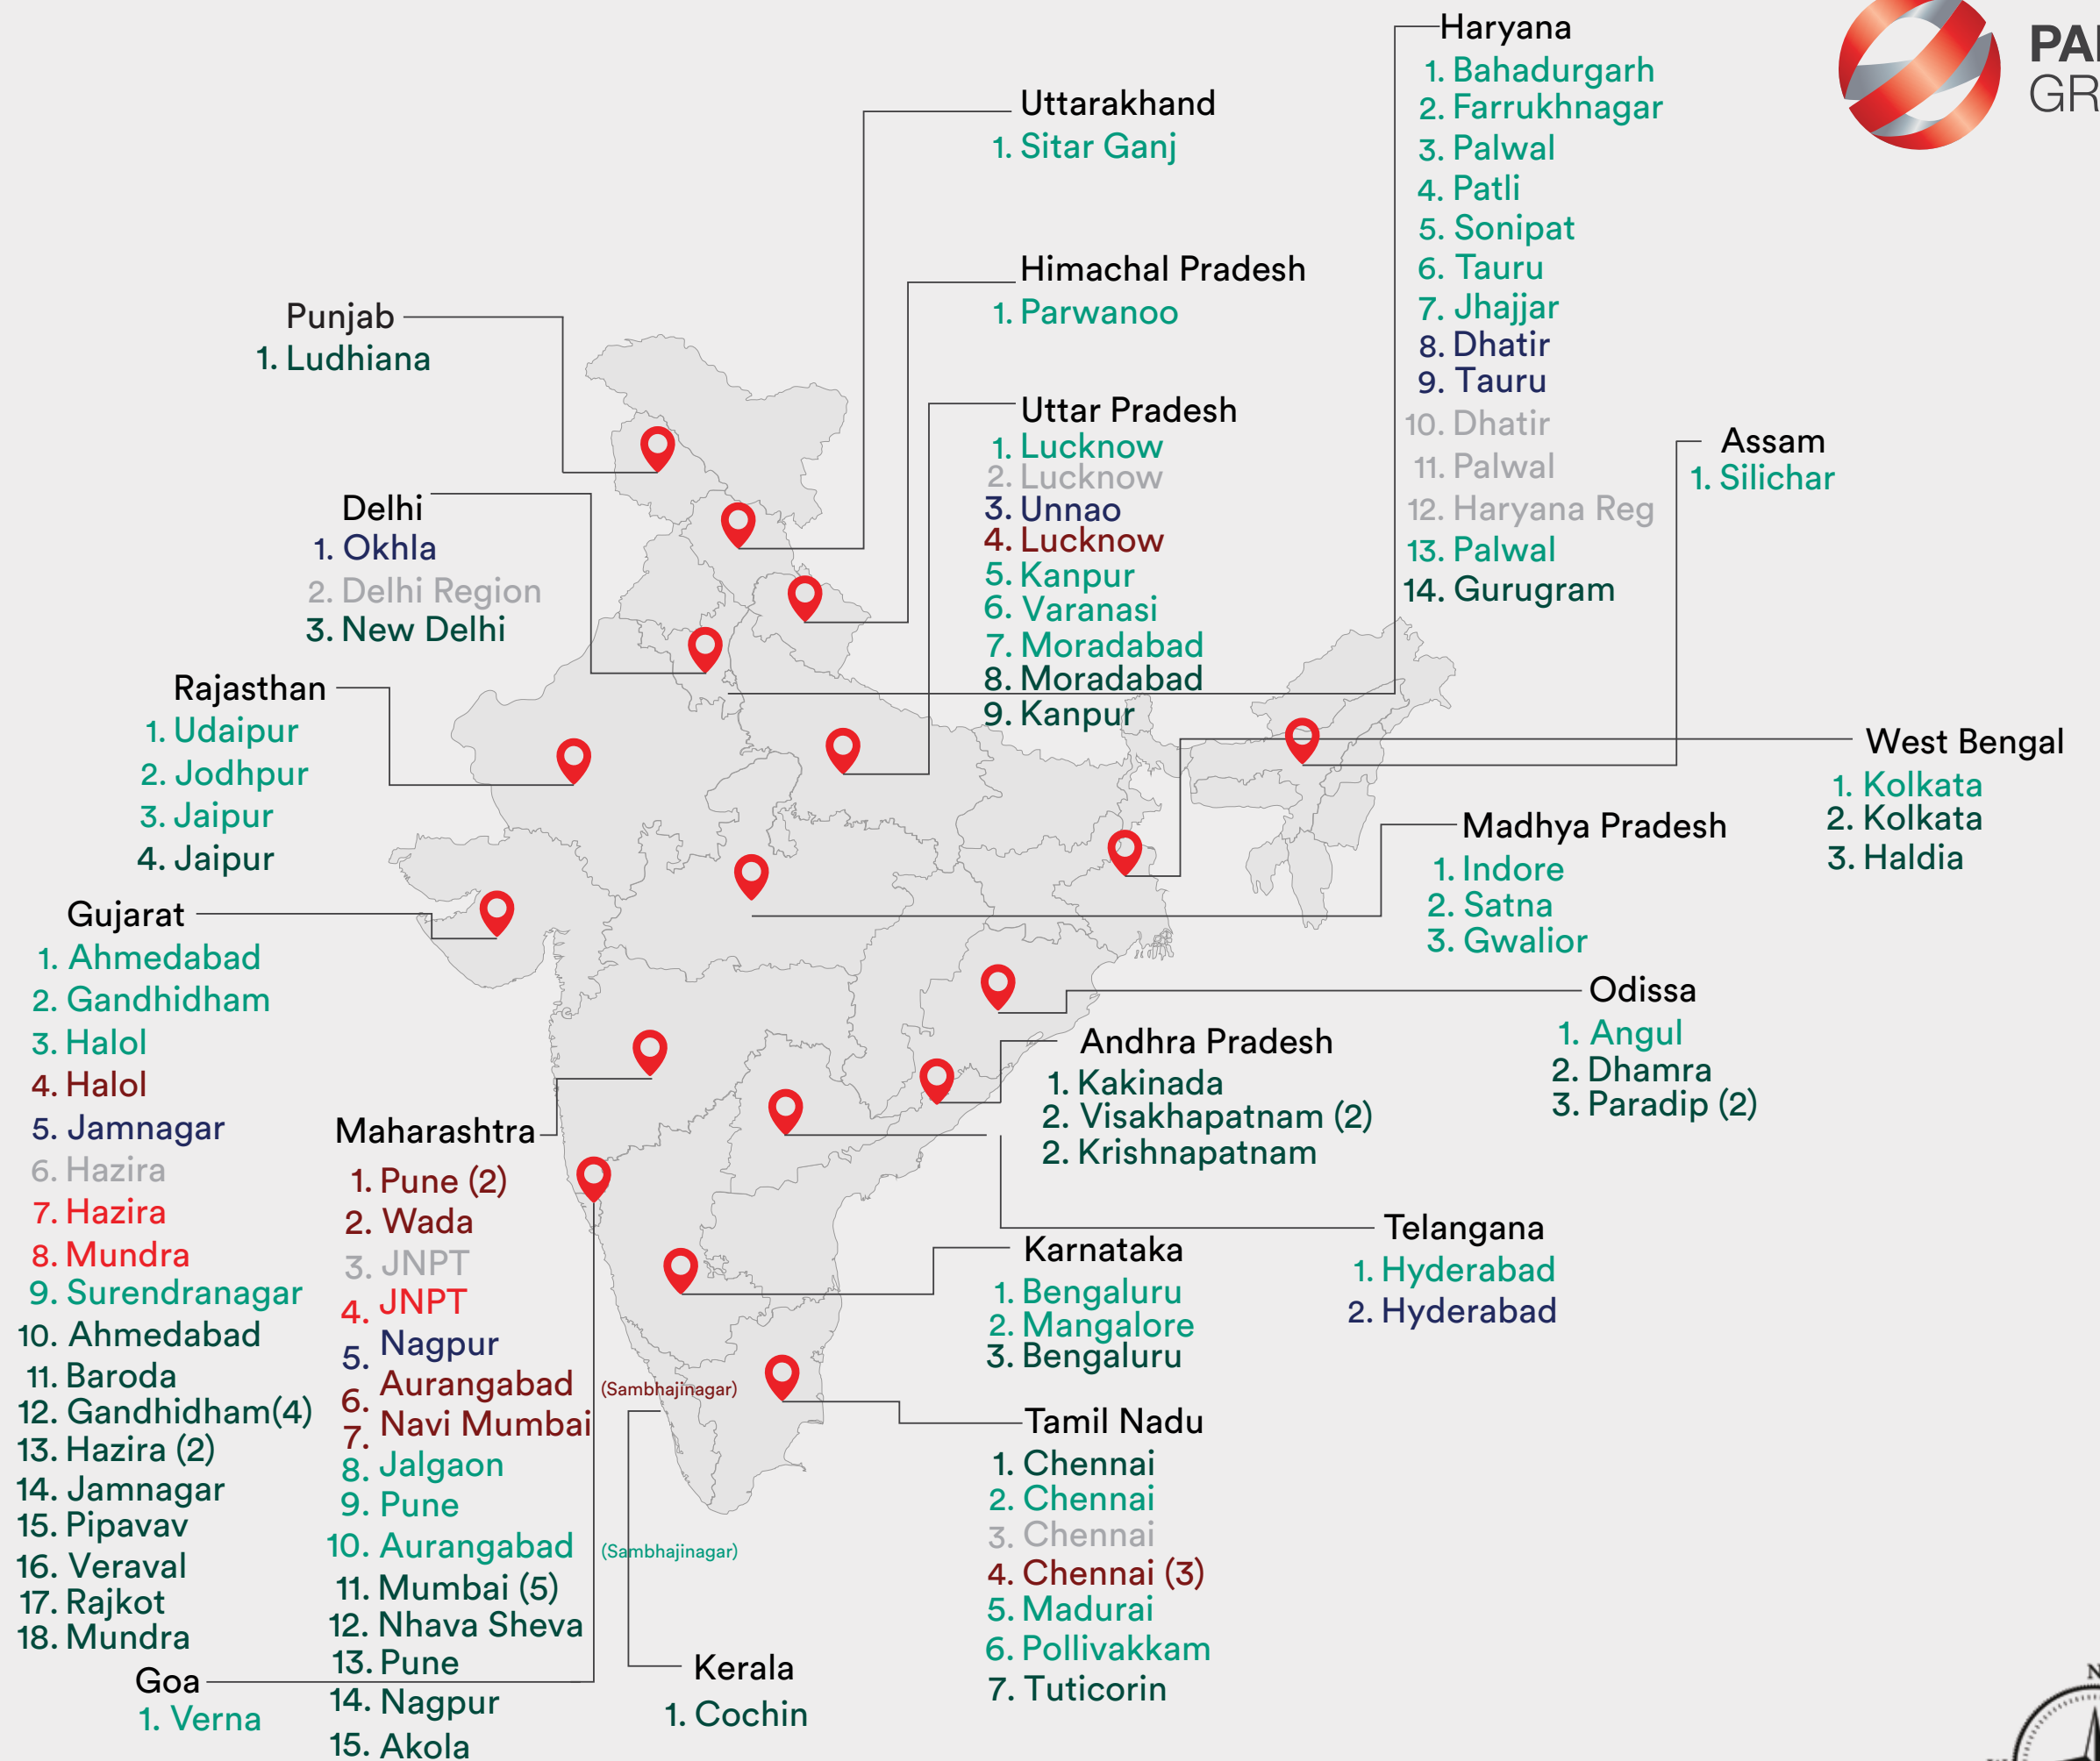 Haryana
1. Bahadurgarh
2. Farrukhnagar
3. Palwal
4. Patli
5. Sonipat
6. Tauru
7. Jhajjar
8. Dhatir
9. Tauru
10. Dhatir
11. Palwal
12. Haryana Reg
13. Palwal
14. Gurugram
Uttarakhand
1. Sitar Ganj
Himachal Pradesh
1. Parwanoo
Punjab
1. Ludhiana
Uttar Pradesh
1. Lucknow
2. Lucknow
3. Unnao
4. Lucknow
5. Kanpur
6. Varanasi
7. Moradabad
8. Moradabad
9. Kanpur
Assam
1. Silichar
Delhi
1. Okhla
2. Delhi Region
3. New Delhi
Rajasthan
1. Udaipur
2. Jodhpur
3. Jaipur
4. Jaipur
West Bengal
1. Kolkata
2. Kolkata
3. Haldia
Madhya Pradesh
1. Indore
2. Satna
3. Gwalior
Gujarat
1. Ahmedabad
2. Gandhidham
3. Halol
4. Halol
5. Jamnagar
6. Hazira
7. Hazira
8. Mundra
9. Surendranagar
10. Ahmedabad
11. Baroda
12. Gandhidham(4)
13. Hazira (2)
14. Jamnagar
15. Pipavav
16. Veraval
17. Rajkot
18. Mundra
Odissa
1. Angul
2. Dhamra
3. Paradip (2)
Andhra Pradesh
1. Kakinada
2. Visakhapatnam (2)
2. Krishnapatnam
Maharashtra
1. Pune (2)
2. Wada
3. JNPT
4. JNPT
5. Nagpur
6. Aurangabad (Sambhajinagar)
7. Navi Mumbai
8. Jalgaon
9. Pune
10. Aurangabad (Sambhajinagar)
11. Mumbai (5)
12. Nhava Sheva
13. Pune
14. Nagpur
15. Akola
Telangana
1. Hyderabad
2. Hyderabad
Karnataka
1. Bengaluru
2. Mangalore
3. Bengaluru
Tamil Nadu
1. Chennai
2. Chennai
3. Chennai
4. Chennai (3)
5. Madurai
6. Pollivakkam
7. Tuticorin
Goa
1. Verna
Kerala
1. Cochin
N